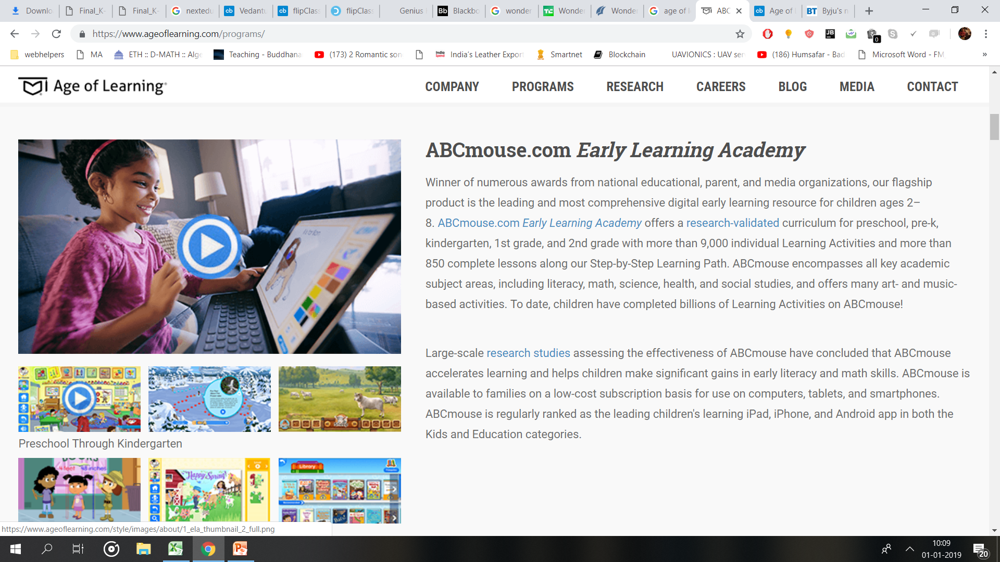 Downlo
Final_K-
Final_K-
nextedu
Vedantu
flipClass
flipClass
Genius
Blackbo
wonder
Wonder
Wonder
age of l
ABC
Age of
Byju's n
https://www.ageoflearning.com/programs/
0
webhelpers
MA
ETH :: D-MATH :: Alge
Teaching - Buddhana
(173) 2 Romantic son
India's Leather Export
Smartnet
Blockchain
UAVIONICS : UAV ser
(186) Humsafar - Bad
Microsoft Word - FM_
»
Age of Learning
COMPANY
PROGRAMS
RESEARCH
CAREERS
BLOG
MEDIA
CONTACT
ABCmouse.com Early Learning Academy
Winner of numerous awards from national educational, parent, and media organizations, our flagship
product is the leading and most comprehensive digital early learning resource for children ages 2–
8. ABCmouse.com Early Learning Academy offers a research-validated curriculum for preschool, pre-k,
kindergarten, 1st grade, and 2nd grade with more than 9,000 individual Learning Activities and more than
850 complete lessons along our Step-by-Step Learning Path. ABCmouse encompasses all key academic
subject areas, including literacy, math, science, health, and social studies, and offers many art- and music-
based activities. To date, children have completed billions of Learning Activities on ABCmouse!
Large-scale research studies assessing the effectiveness of ABCmouse have concluded that ABCmouse
accelerates learning and helps children make significant gains in early literacy and math skills. ABCmouse is
available to families on a low-cost subscription basis for use on computers, tablets, and smartphones.
ABCmouse is regularly ranked as the leading children's learning iPad, iPhone, and Android app in both the
Kids and Education categories.
Preschool Through Kindergarten
4 feet 48 inches
Happy Spring!
Library
https://www.ageoflearning.com/style/images/about/1_ela_thumbnail_2_full.png
10:09
01-01-2019
20